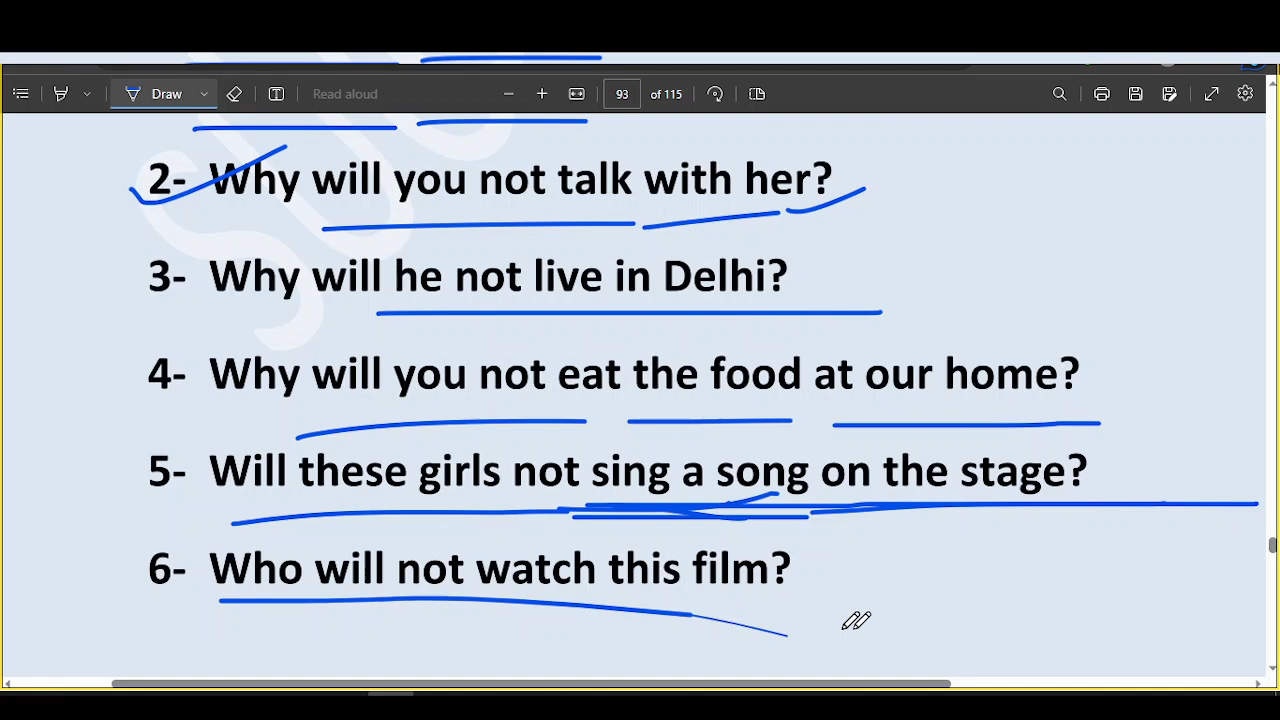 Draw
Read aloud
93 of 115
2- Why will you not talk with her?
3- Why will he not live in Delhi?
4- Why will you not eat the food at our home?
5- Will these girls not sing a song on the stage?
6- Who will not watch this film?